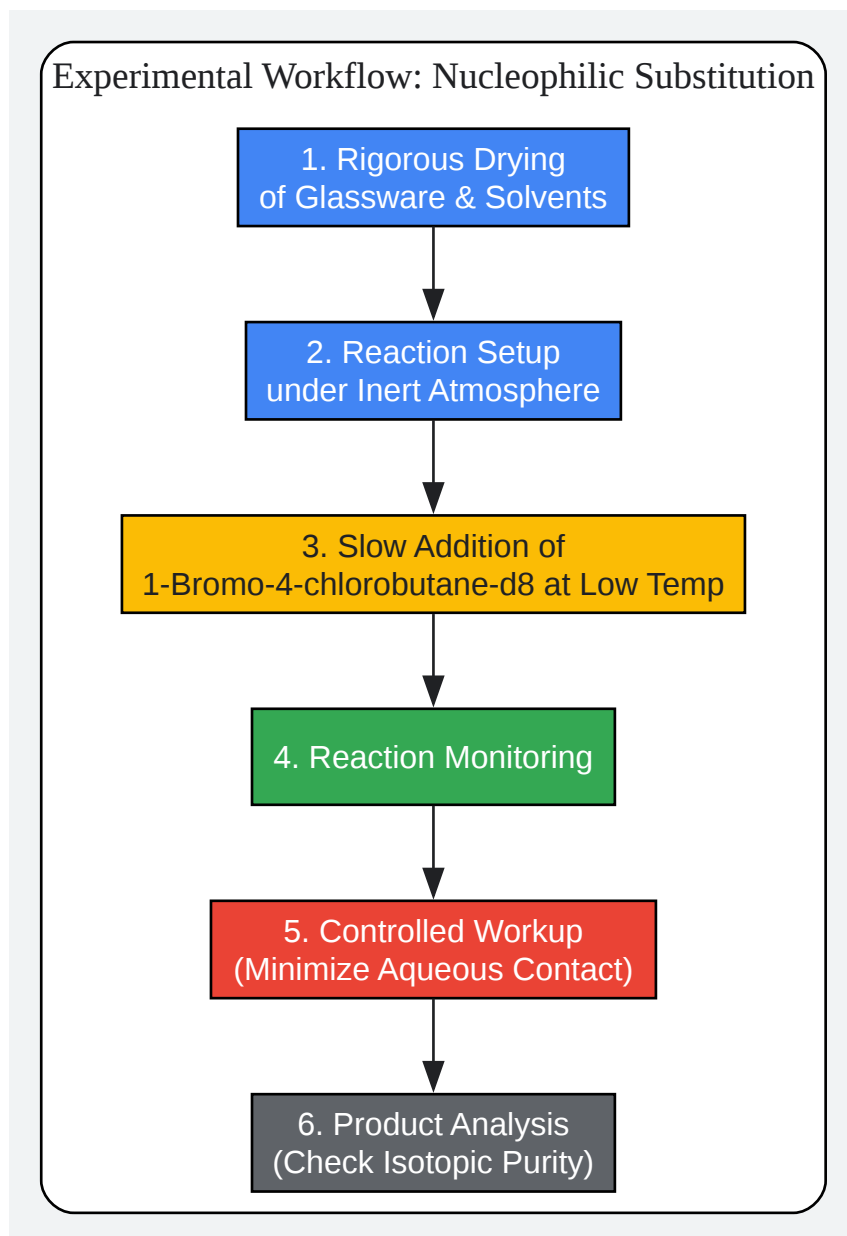 Experimental Workflow: Nucleophilic Substitution
1. Rigorous Drying
of Glassware & Solvents
2. Reaction Setup
under Inert Atmosphere
3. Slow Addition of
1-Bromo-4-chlorobutane-d8 at Low Temp
4. Reaction Monitoring
5. Controlled Workup
(Minimize Aqueous Contact)
6. Product Analysis
(Check Isotopic Purity)